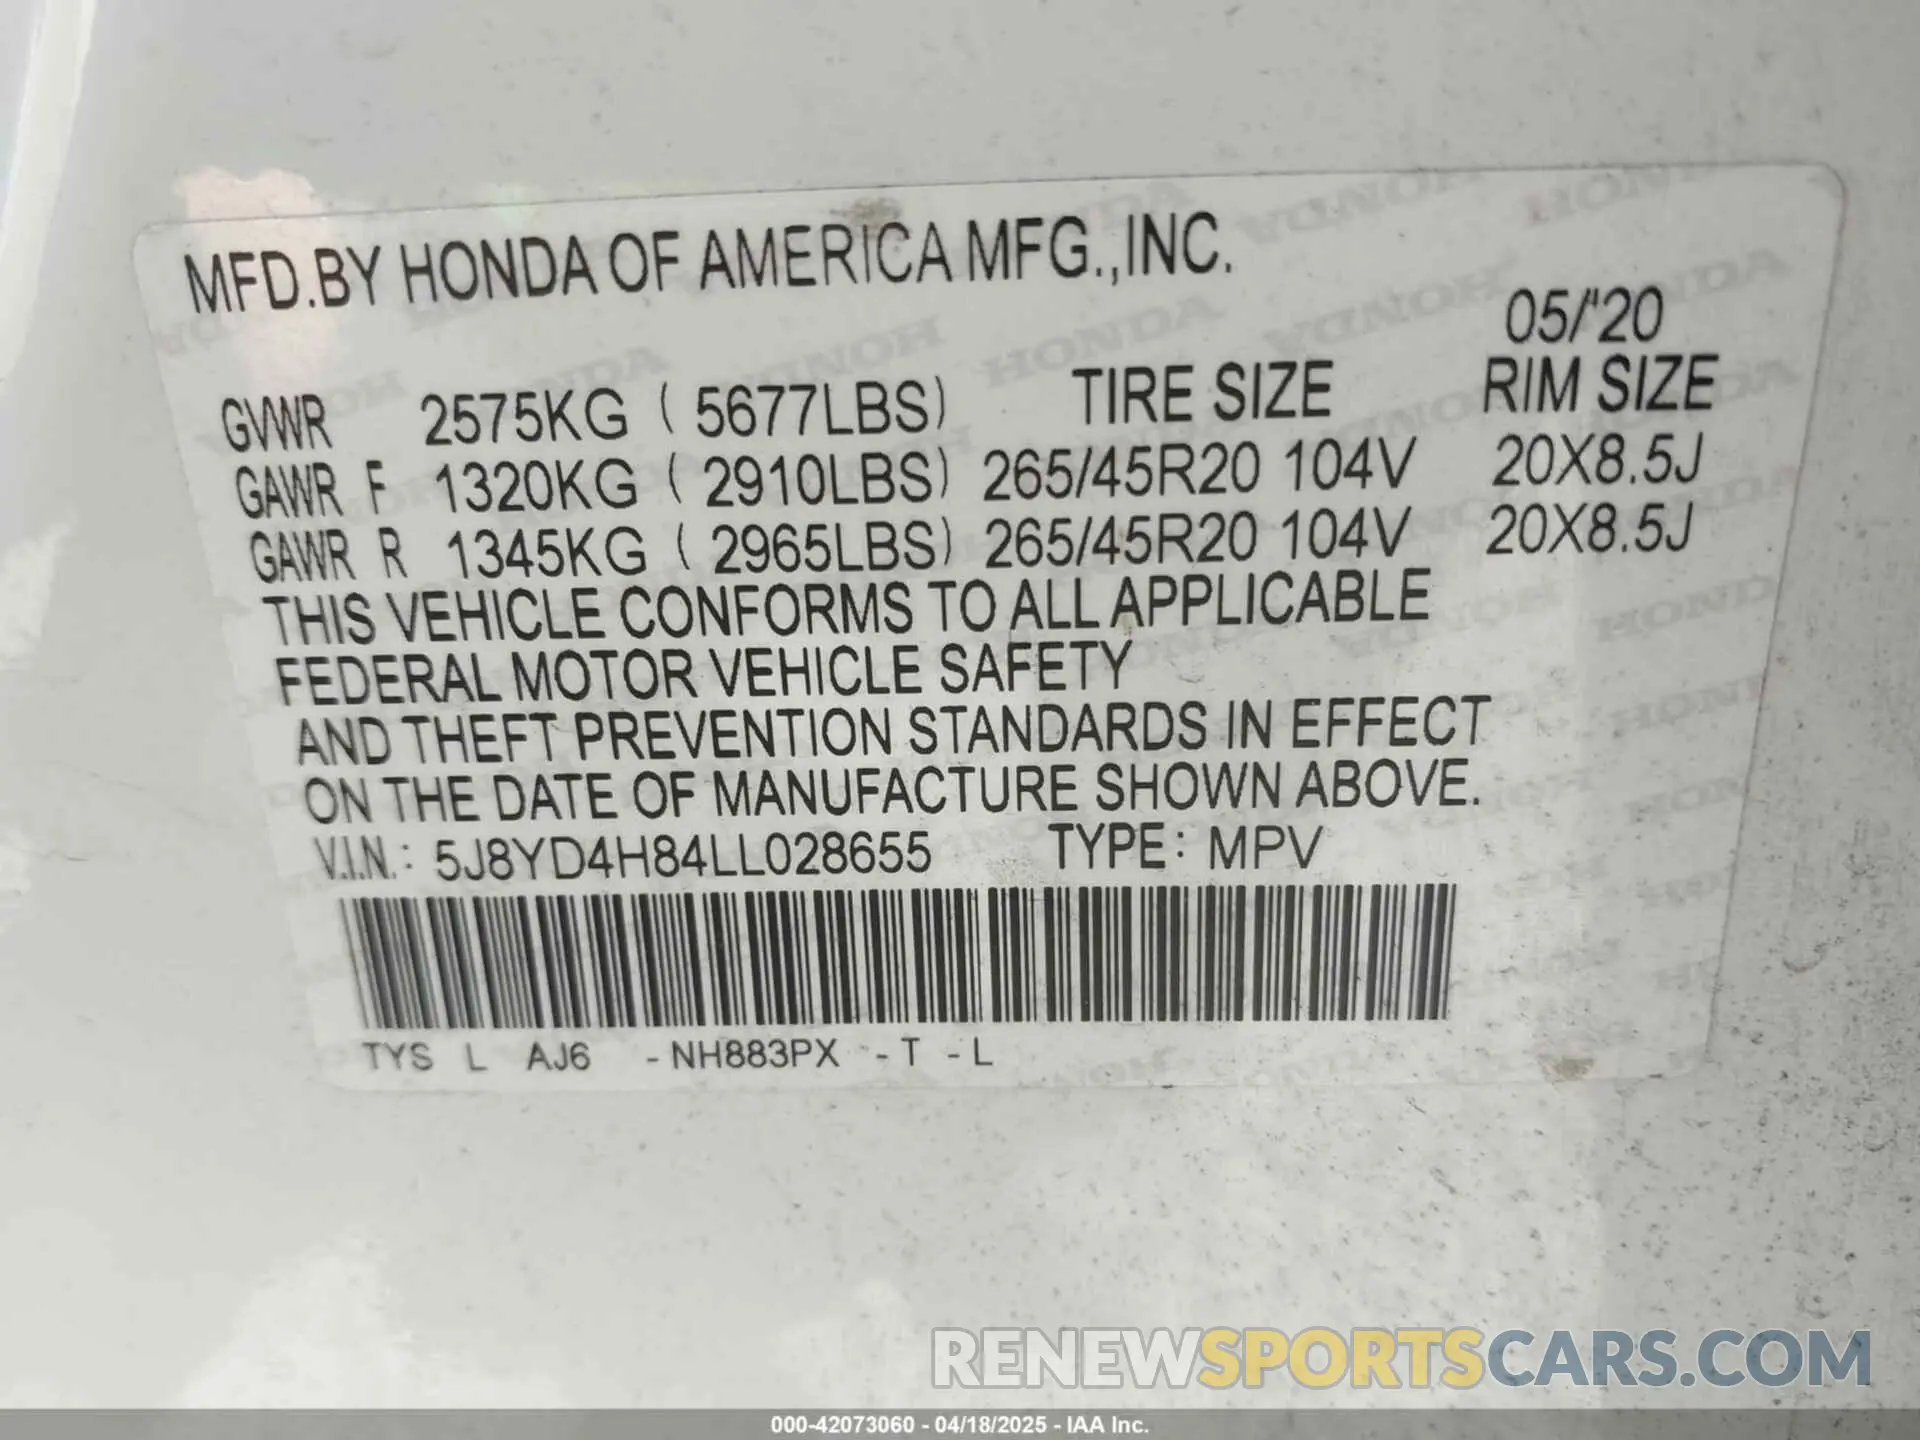 MFD.BY HONDA OF AMERICA MFG.,INC.
05/'20
GVWR 2575KG ( 5677LBS) TIRE SIZE RIM SIZE
GAWR F 1320KG ( 2910LBS) 265/45R20 104V 20X8.5J
GAWR R 1345KG ( 2965LBS) 265/45R20 104V 20X8.5J
THIS VEHICLE CONFORMS TO ALL APPLICABLE
FEDERAL MOTOR VEHICLE SAFETY
AND THEFT PREVENTION STANDARDS IN EFFECT
ON THE DATE OF MANUFACTURE SHOWN ABOVE.
V.I.N.: 5J8YD4H84LL028655 TYPE: MPV
TYS L AJ6 -NH883PX -T -L
RENEWSPORTSCARS.COM
000-42073060 - 04/18/2025 - IAA Inc.